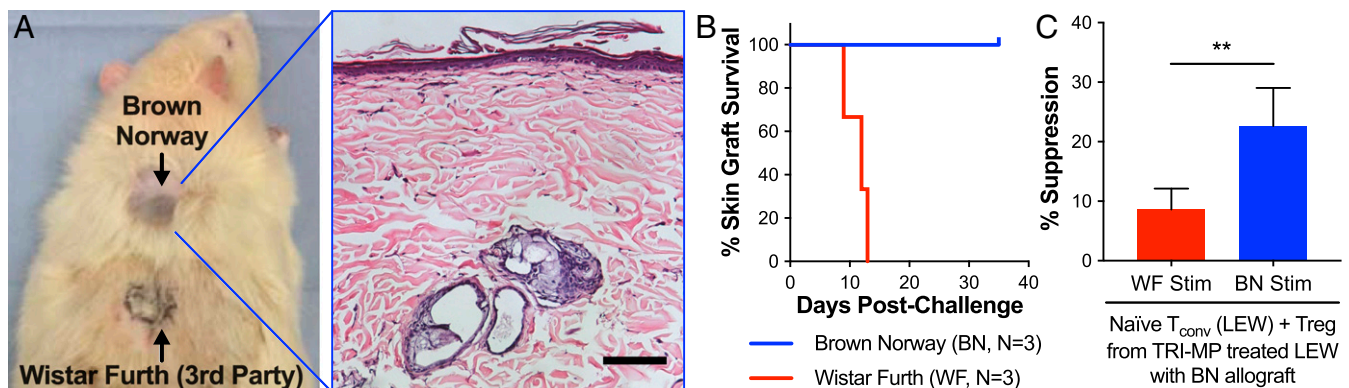 A
Brown
Norway
Wistar Furth (3rd Party)
B
% Skin Graft Survival
100
80
60
40
20
0
0 10 20 30 40
Days Post-Challenge
Brown Norway (BN, N=3)
Wistar Furth (WF, N=3)
C
% Suppression
40
30
20
10
0
**
WF Stim BN Stim
Naïve Tconv (LEW) + Treg
from TRI-MP treated LEW
with BN allograft